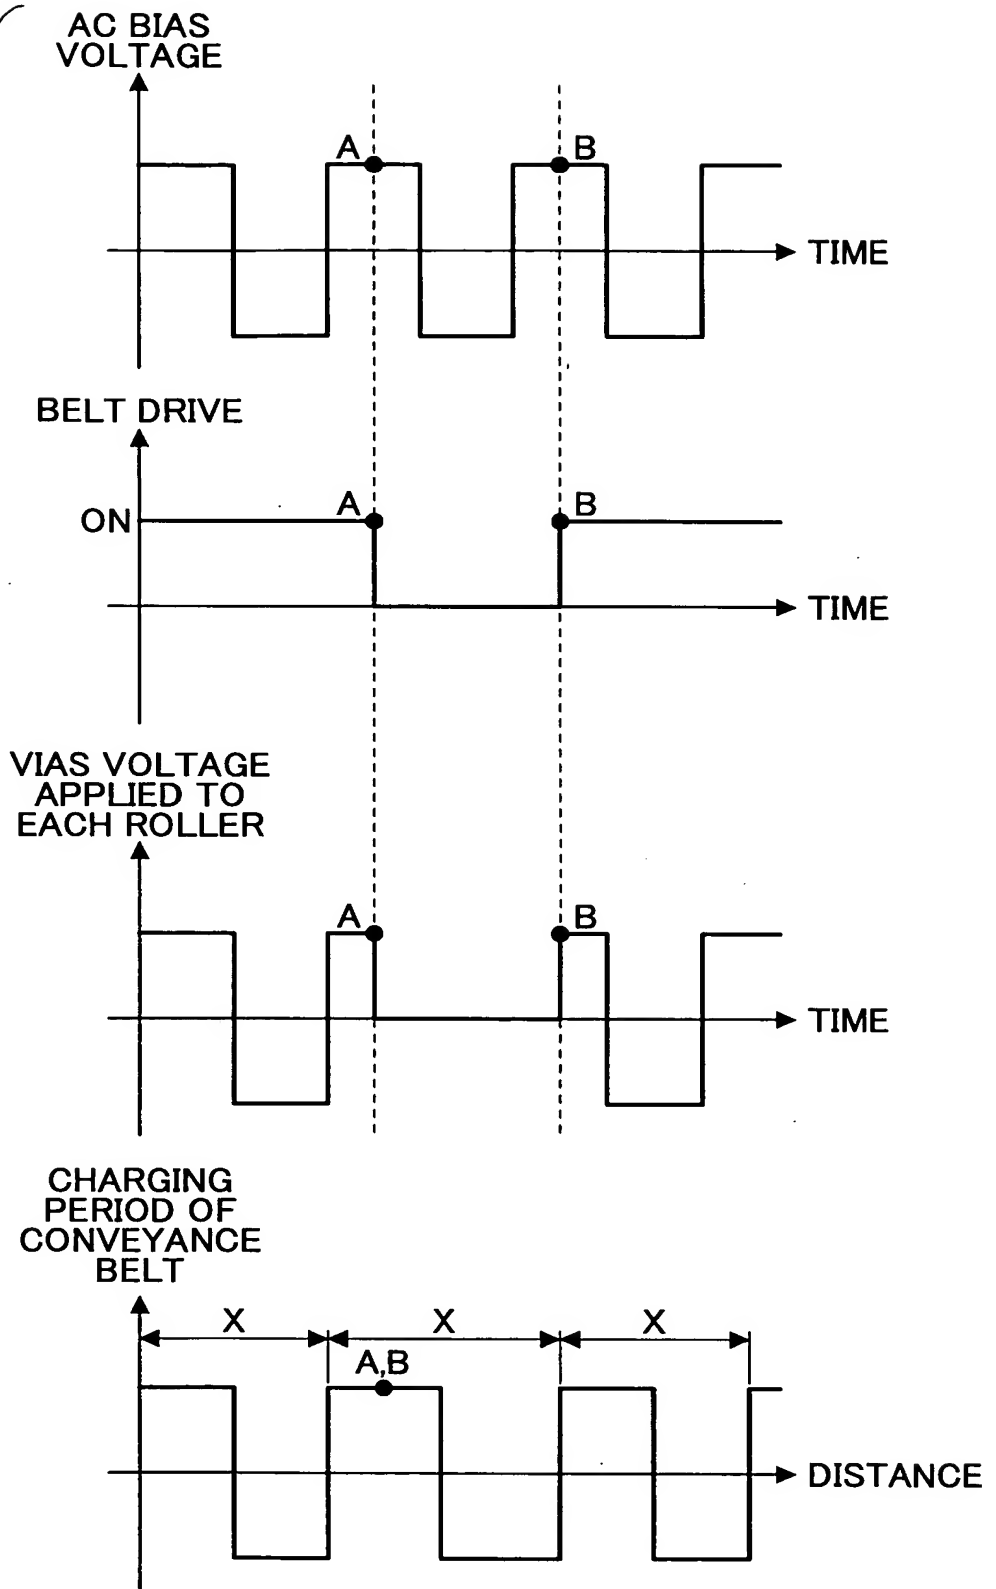 AC BIAS
VOLTAGE
A
B
TIME
BELT DRIVE
ON
A
B
TIME
VIAS VOLTAGE
APPLIED TO
EACH ROLLER
A
B
TIME
CHARGING
PERIOD OF
CONVEYANCE
BELT
X
X
X
A,B
DISTANCE